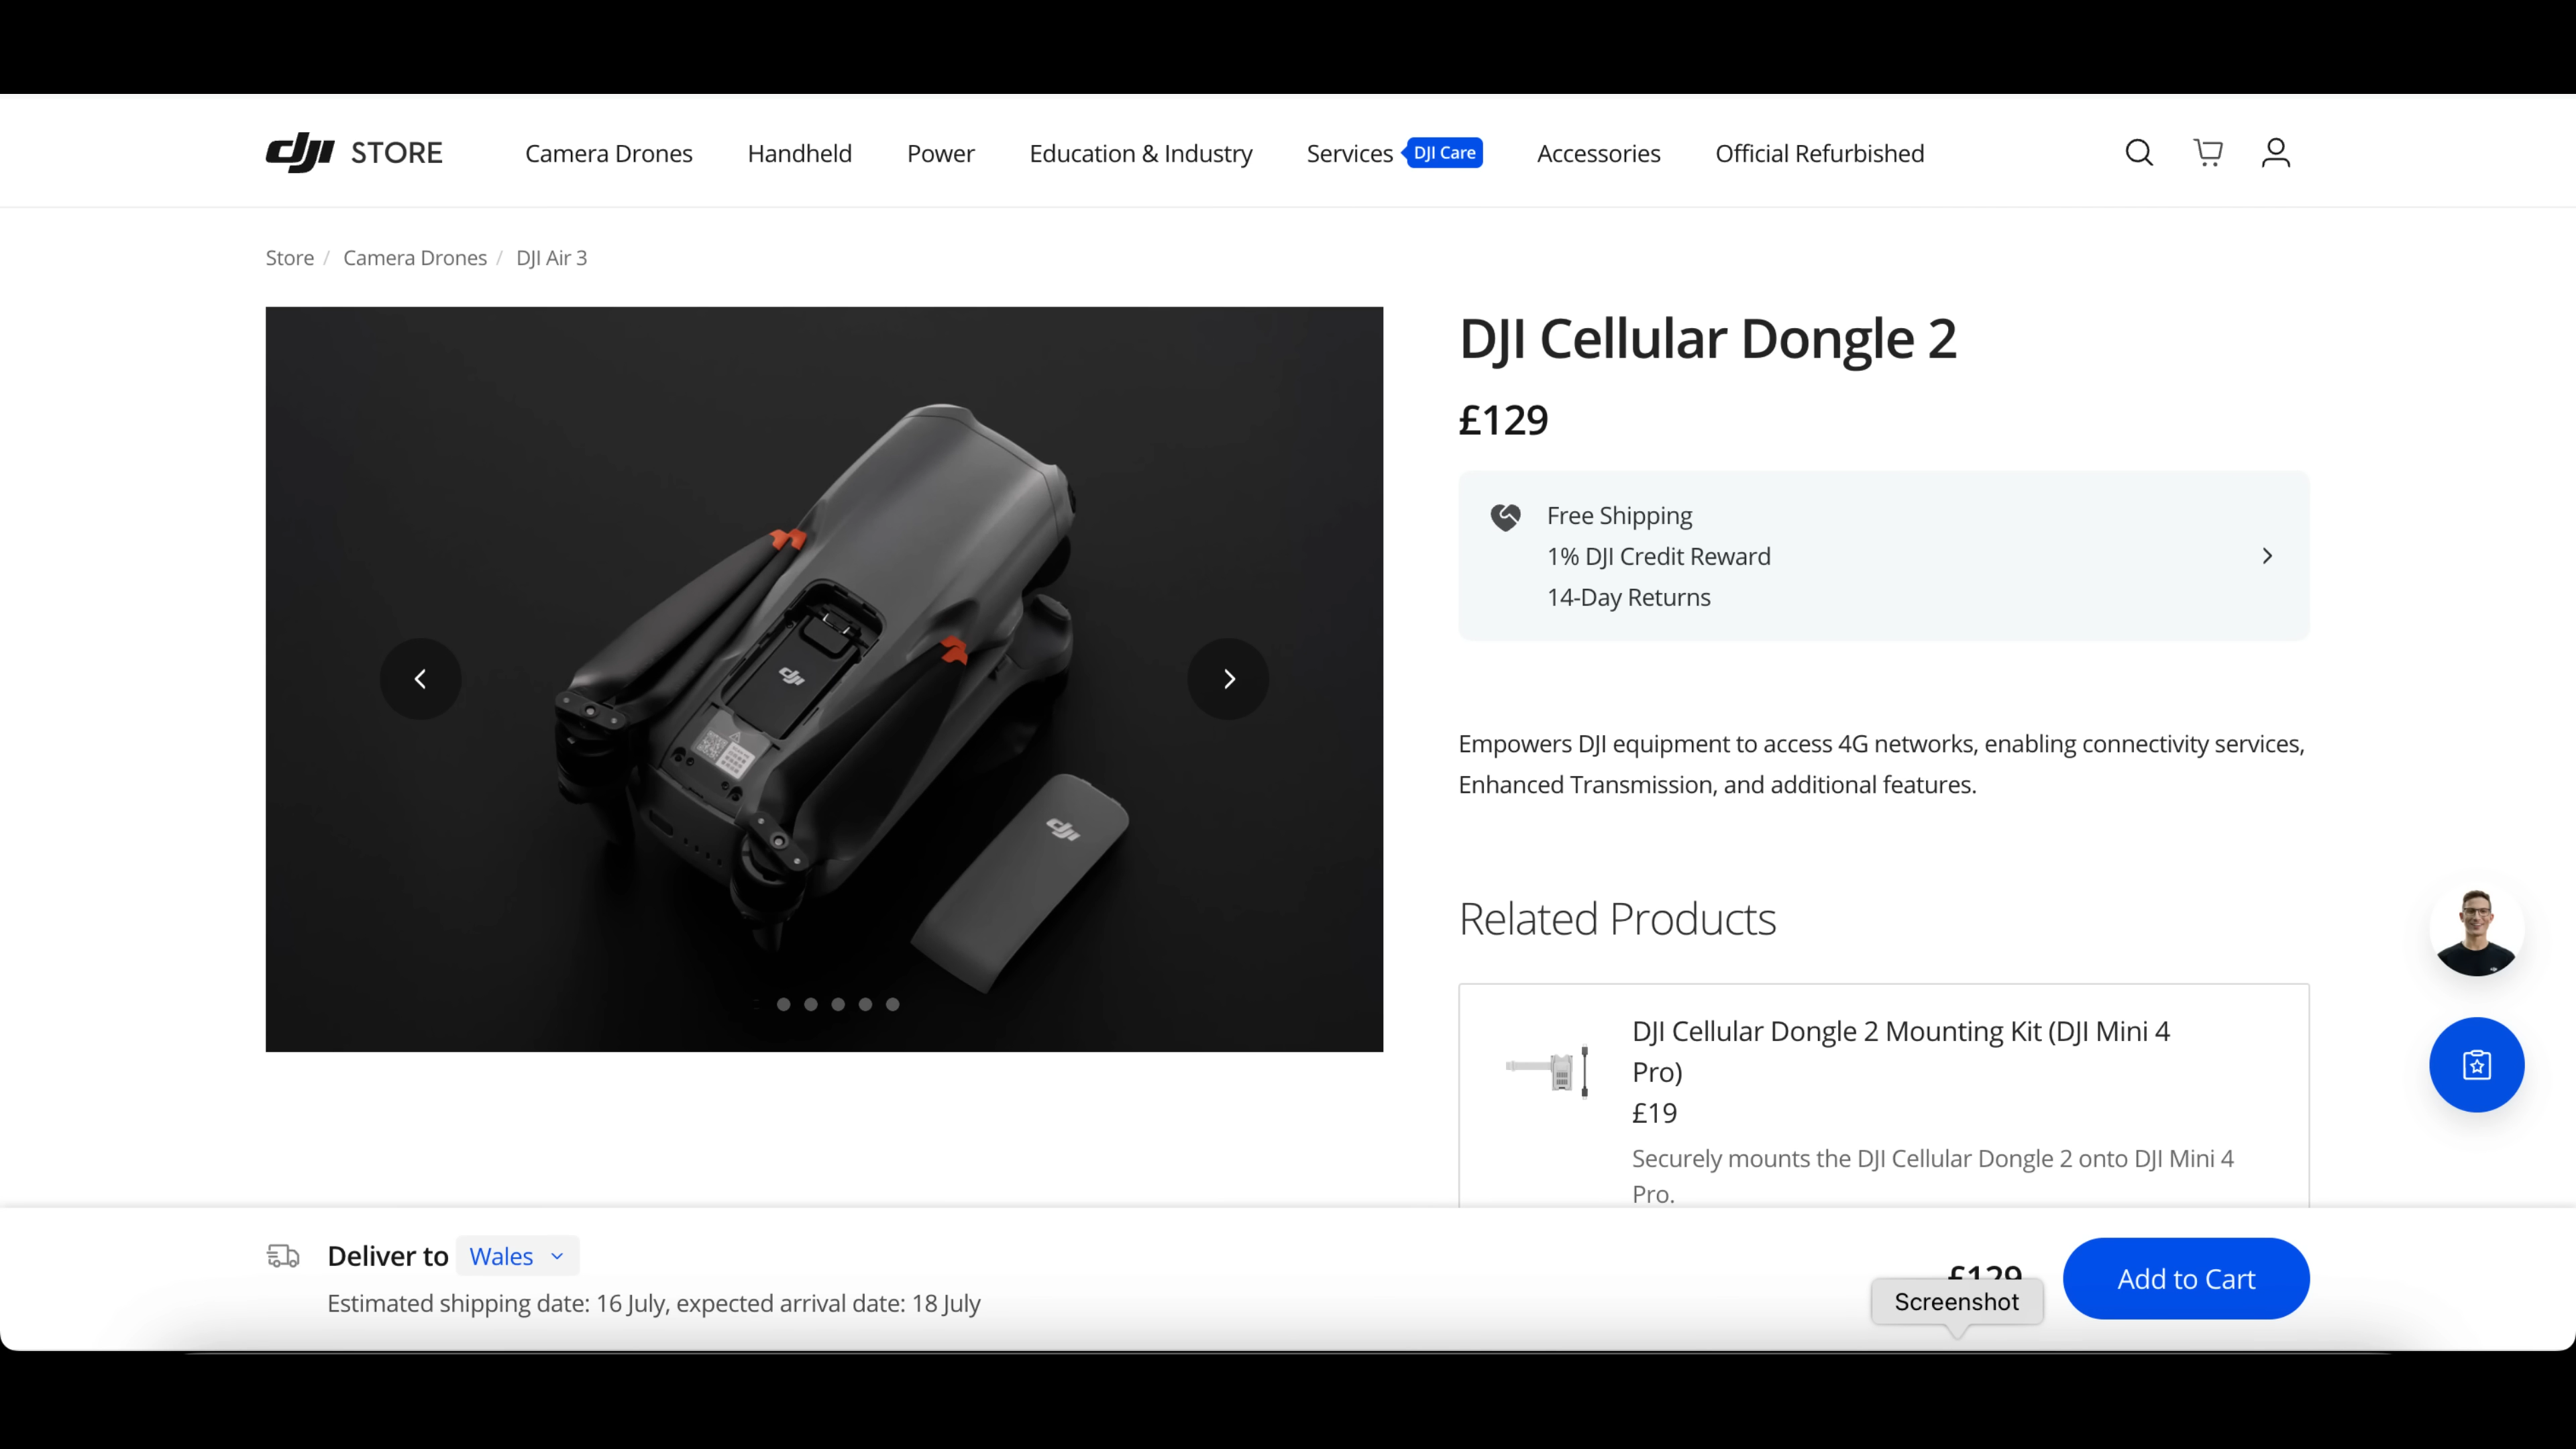 dji STORE
Camera Drones
Handheld
Power
Education & Industry
Services
DJI Care
Accessories
Official Refurbished
Store / Camera Drones / DJI Air 3
dji
dji
DJI Cellular Dongle 2
£129
Free Shipping
1% DJI Credit Reward
14-Day Returns
Empowers DJI equipment to access 4G networks, enabling connectivity services,
Enhanced Transmission, and additional features.
Related Products
DJI Cellular Dongle 2 Mounting Kit (DJI Mini 4
Pro)
£19
Securely mounts the DJI Cellular Dongle 2 onto DJI Mini 4
Pro.
Deliver to Wales
Estimated shipping date: 16 July, expected arrival date: 18 July
£129
Screenshot
Add to Cart